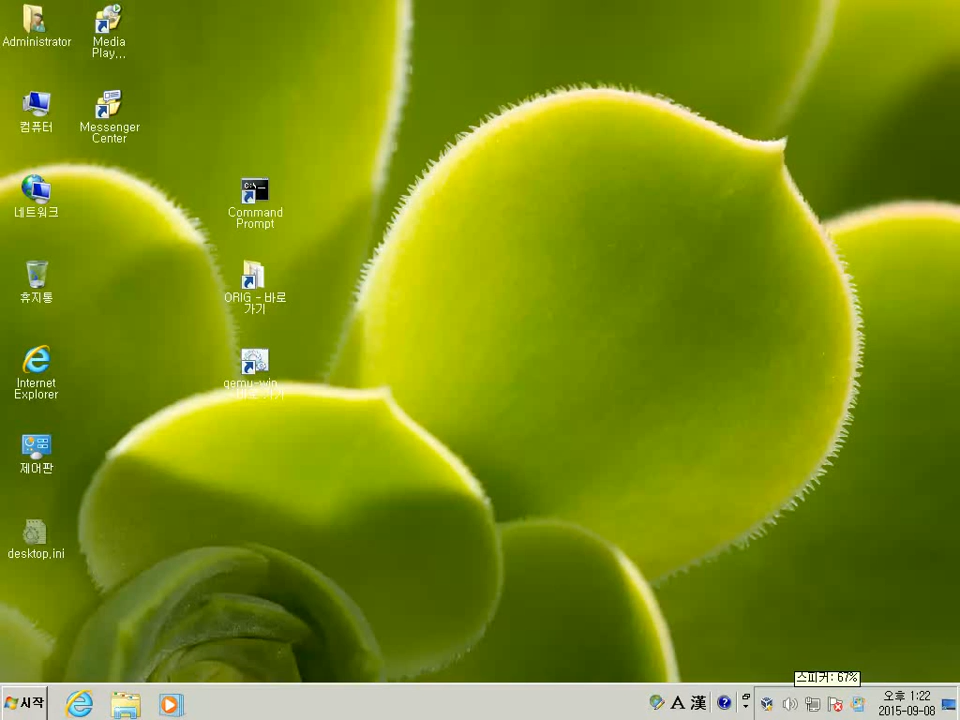 Administrator
Media
Play...
컴퓨터
Messenger
Center
네트워크
Command
Prompt
휴지통
ORIG - 바로
가기
Internet
Explorer
qemu-win
- 바로 가기
제어판
desktop.ini
스피커: 67%
시작
A 漢
오후 1:22
2015-09-08